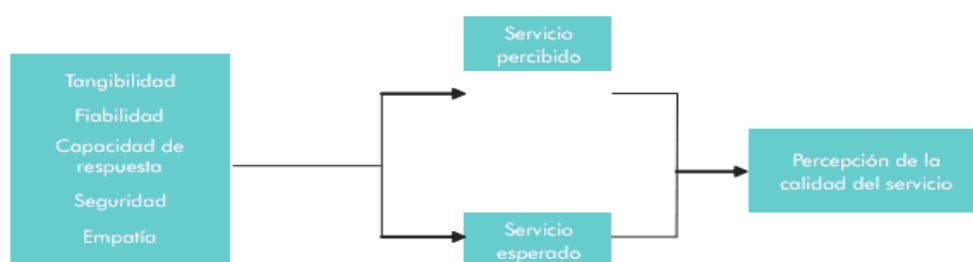 Tangibilidad
Fiabilidad
Capacidad de
respuesta
Seguridad
Empatía
Servicio
percibido
Servicio
esperado
Percepción de la
calidad del servicio